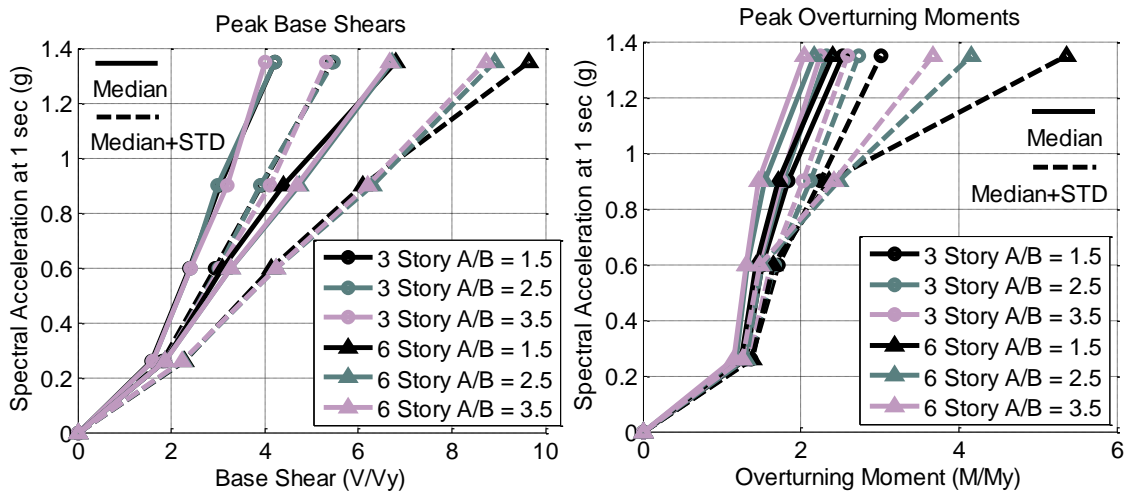 Peak Base Shears
Spectral Acceleration at 1 sec (g)
1.4
1.2
1
0.8
0.6
0.4
0.2
0
Median
Median+STD
3 Story A/B = 1.5
3 Story A/B = 2.5
3 Story A/B = 3.5
6 Story A/B = 1.5
6 Story A/B = 2.5
6 Story A/B = 3.5
0 2 4 6 8 10
Base Shear (V/Vy)
Peak Overturning Moments
Spectral Acceleration at 1 sec (g)
1.4
1.2
1
0.8
0.6
0.4
0.2
0
Median
Median+STD
3 Story A/B = 1.5
3 Story A/B = 2.5
3 Story A/B = 3.5
6 Story A/B = 1.5
6 Story A/B = 2.5
6 Story A/B = 3.5
0 2 4 6
Overturning Moment (M/My)